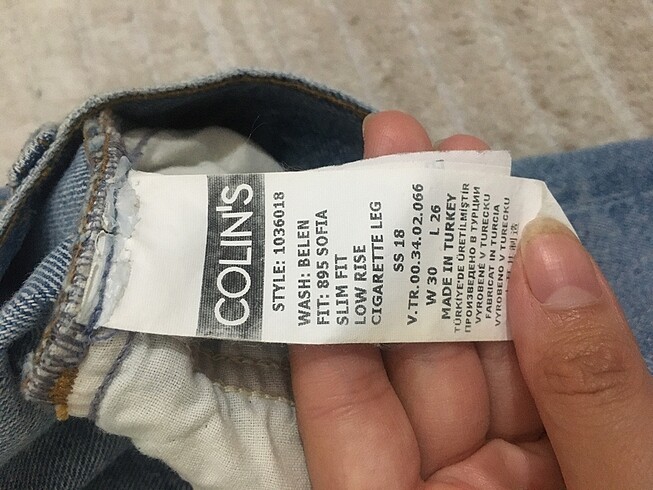 COLIN'S
STYLE: 1036018
WASH: BELEN
FIT: 895 SOFIA
SLIM FIT
LOW RISE
CIGARETTE LEG
SS 18
V.TR.00.34.02.066
W 30 L 26
MADE IN TURKEY
TÜRKİYE'DE ÜRETİLMİŞTİR
ПРОИЗВЕДЕНО В ТУРЦИИ
VYROBENÉ V TURECKU
FABRICAT IN TURCIA
VYROBENO V TURECKU